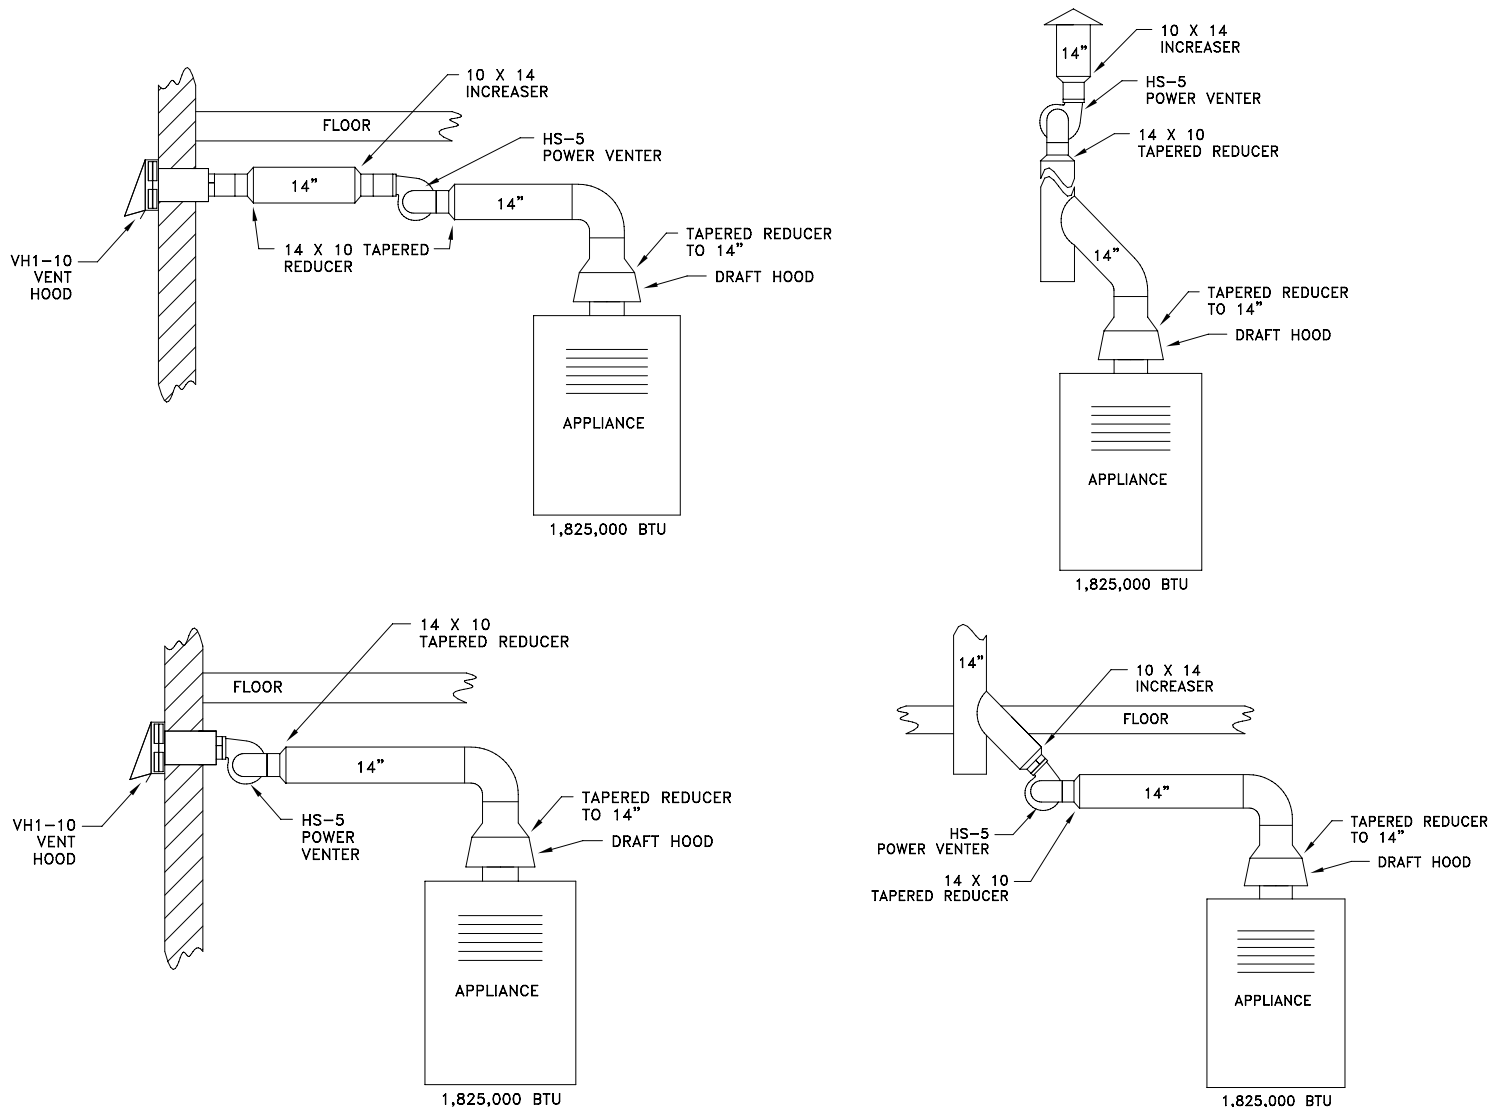 10 X 14
INCREASER
FLOOR
HS-5
POWER VENTER
14"
14"
14 X 10 TAPERED
REDUCER
VH1-10
VENT
HOOD
TAPERED REDUCER
TO 14"
DRAFT HOOD
APPLIANCE
1,825,000 BTU
14"
10 X 14
INCREASER
HS-5
POWER VENTER
14 X 10
TAPERED REDUCER
14"
TAPERED REDUCER
TO 14"
DRAFT HOOD
APPLIANCE
1,825,000 BTU
14 X 10
TAPERED REDUCER
FLOOR
14"
VH1-10
VENT
HOOD
HS-5
POWER
VENTER
TAPERED REDUCER
TO 14"
DRAFT HOOD
APPLIANCE
1,825,000 BTU
14"
10 X 14
INCREASER
FLOOR
14"
HS-5
POWER VENTER
14 X 10
TAPERED REDUCER
TAPERED REDUCER
TO 14"
DRAFT HOOD
APPLIANCE
1,825,000 BTU